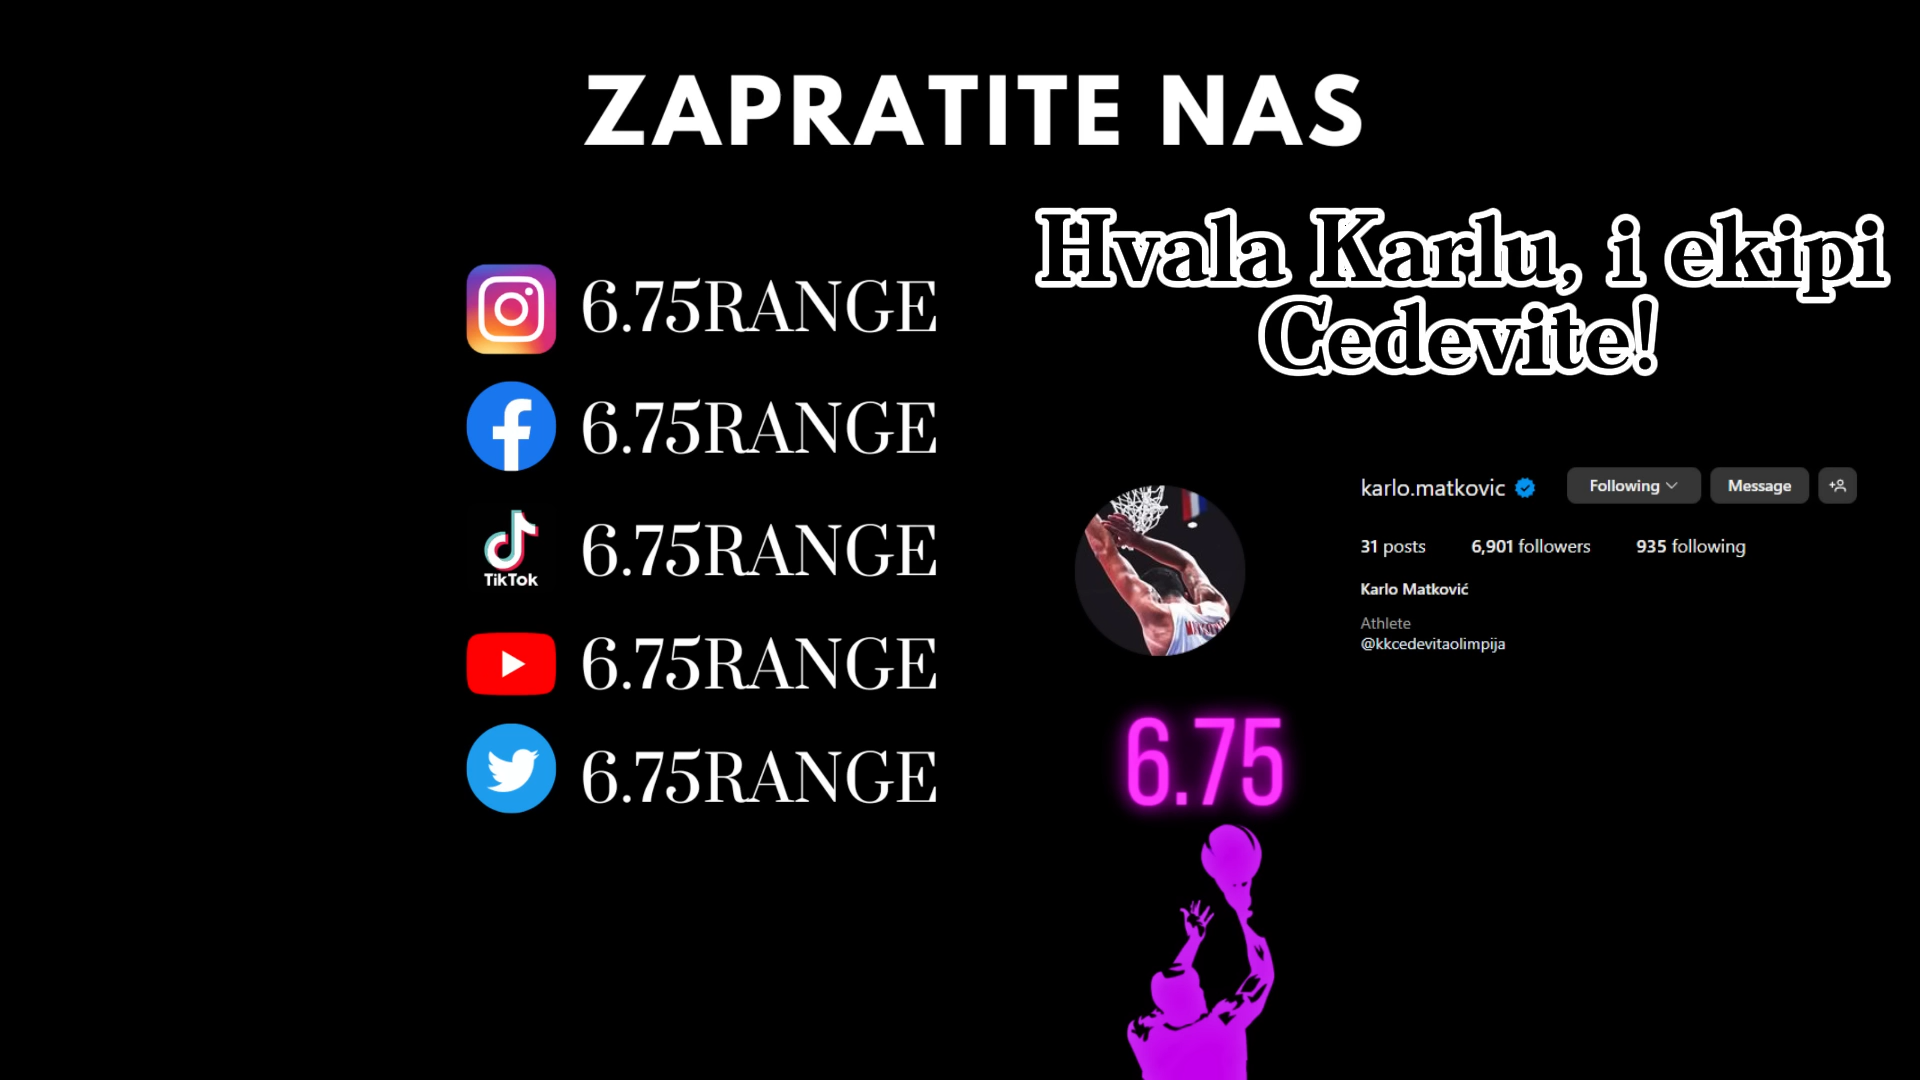 ZAPRATITE NAS
Hvala Karlu, i ekipi
Cedevite!
6.75RANGE
6.75RANGE
TikTok
6.75RANGE
6.75RANGE
6.75RANGE
karlo.matkovic
Following
Message
31 posts
6,901 followers
935 following
Karlo Matković
Athlete
@kkcedevitaolimpija
6.75